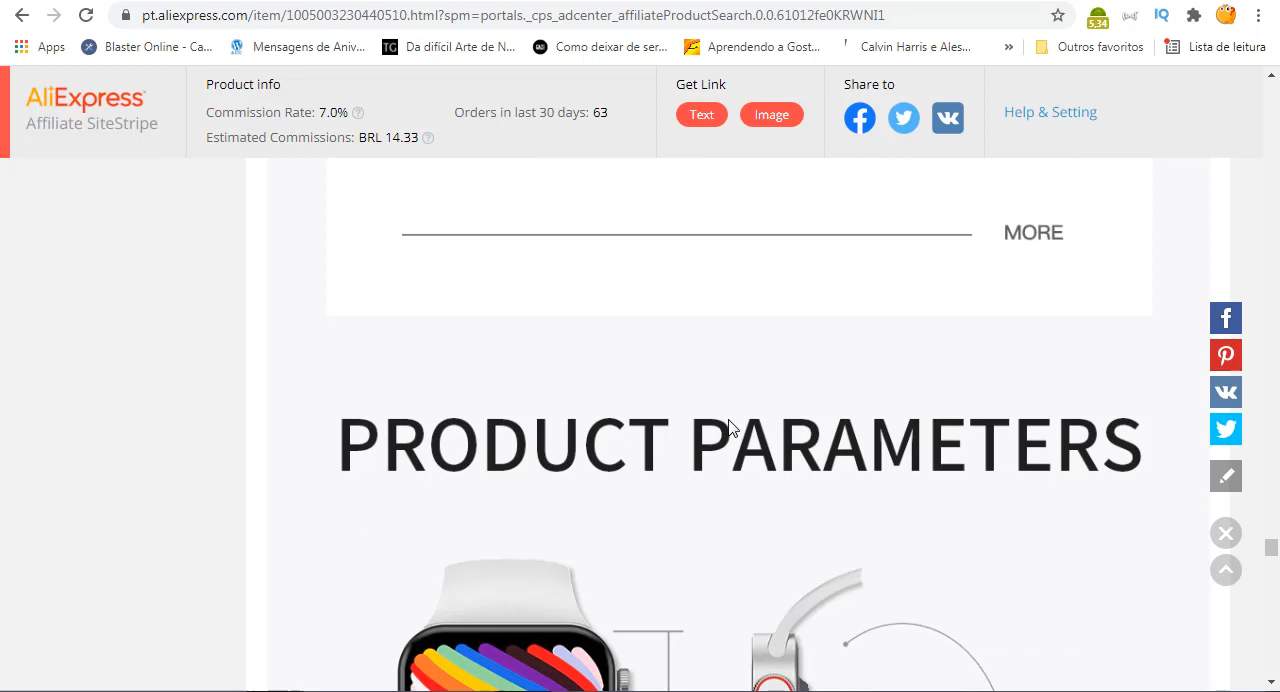 pt.aliexpress.com/item/1005003230440510.html?spm=portals._cps_adcenter_affiliateProductSearch.0.0.61012fe0KRWNI1
5,34
IQ
Apps
Blaster Online - Ca...
Mensagens de Aniv...
TG
Da difícil Arte de N...
Como deixar de ser...
Aprendendo a Gost...
Calvin Harris e Ales...
»
Outros favoritos
Lista de leitura
AliExpress
Affiliate SiteStripe
Product info
Commission Rate: 7.0% ?
Orders in last 30 days: 63
Estimated Commissions: BRL 14.33 ?
Get Link
Text
Image
Share to
Help & Setting
MORE
PRODUCT PARAMETERS